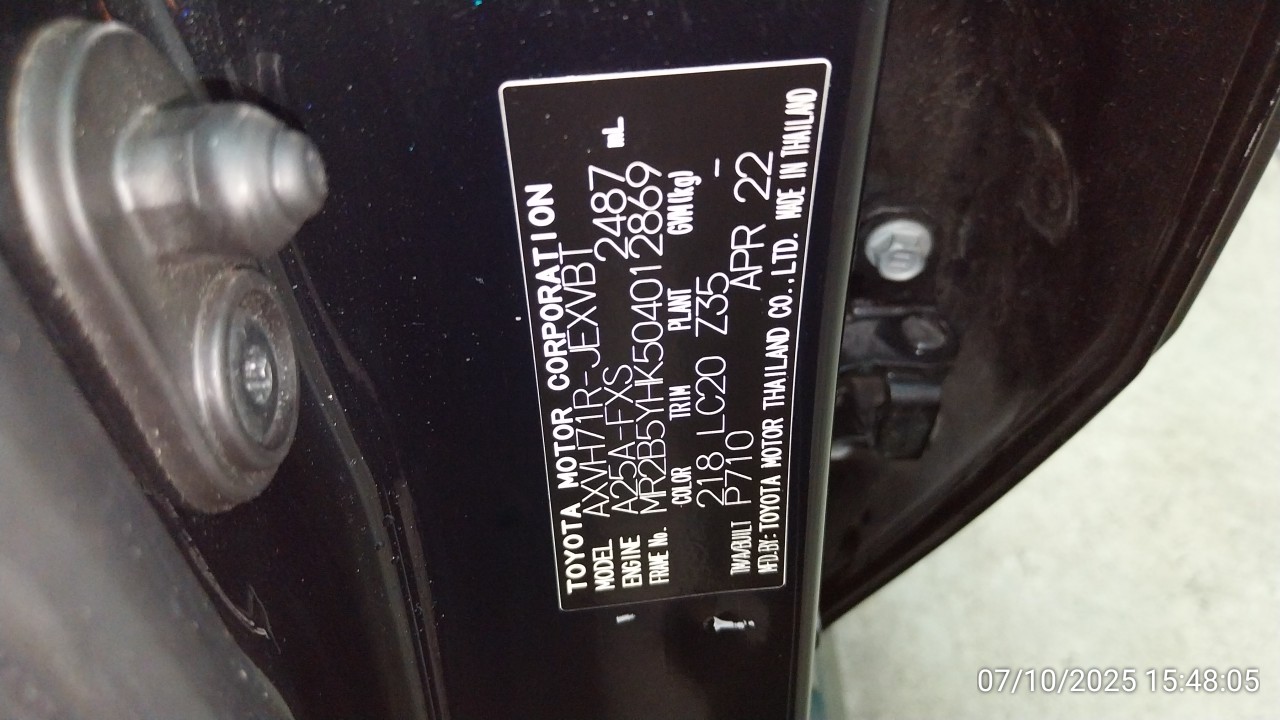 TOYOTA MOTOR CORPORATION
MODEL AXVH71R-JEXVBT
ENGINE A25A-FXS 2487 mL
FRAME No. MR2B5YHK504012869
COLOR TRIM PLANT GVM(kg)
218 LC20 Z35 —
TMA/BUILT P710 APR 22
MFD.BY:TOYOTA MOTOR THAILAND CO.,LTD. MADE IN THAILAND
07/10/2025 15:48:05